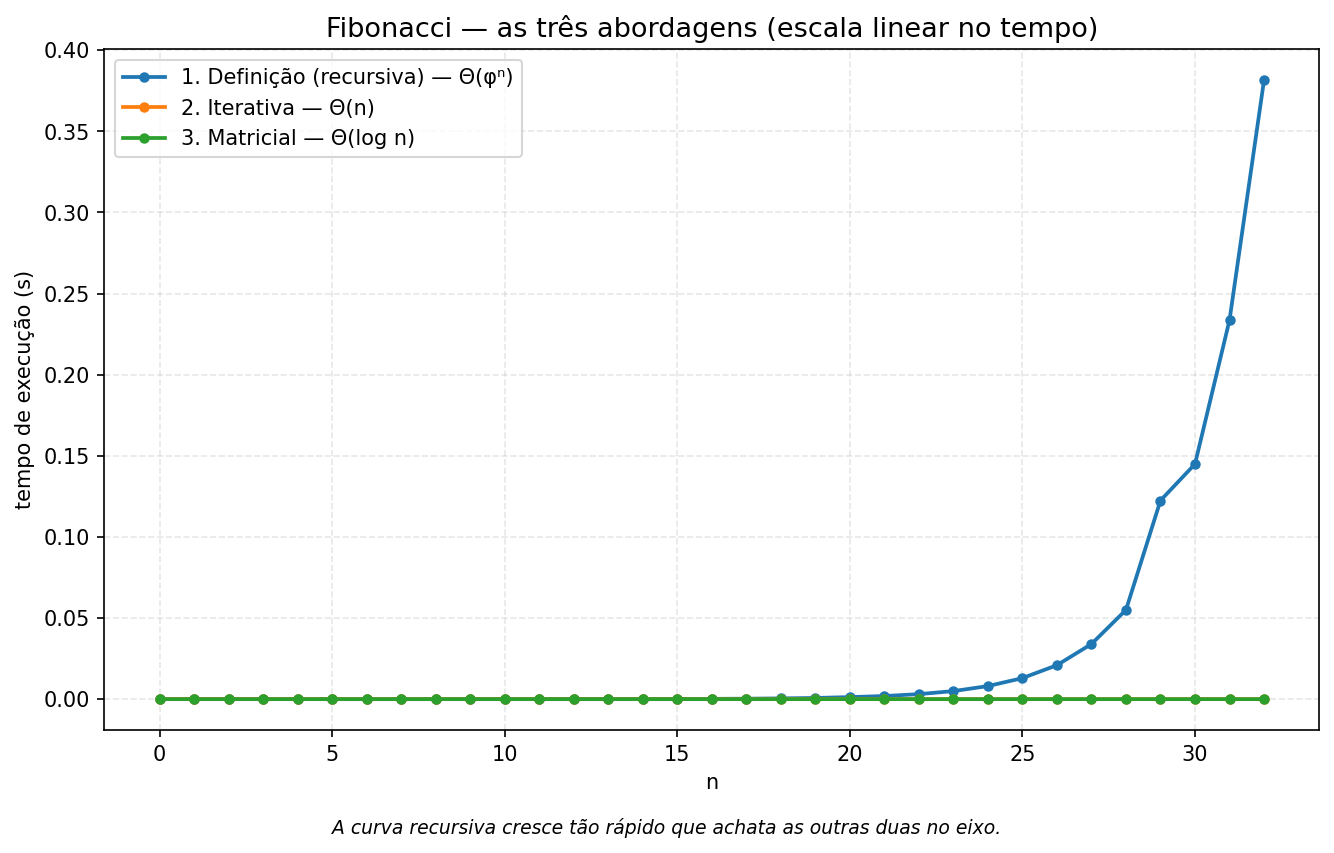 Fibonacci — as três abordagens (escala linear no tempo)
1. Definição (recursiva) — Θ(φⁿ)
2. Iterativa — Θ(n)
3. Matricial — Θ(log n)
tempo de execução (s)
0.40
0.35
0.30
0.25
0.20
0.15
0.10
0.05
0.00
0 5 10 15 20 25 30
n
A curva recursiva cresce tão rápido que achata as outras duas no eixo.